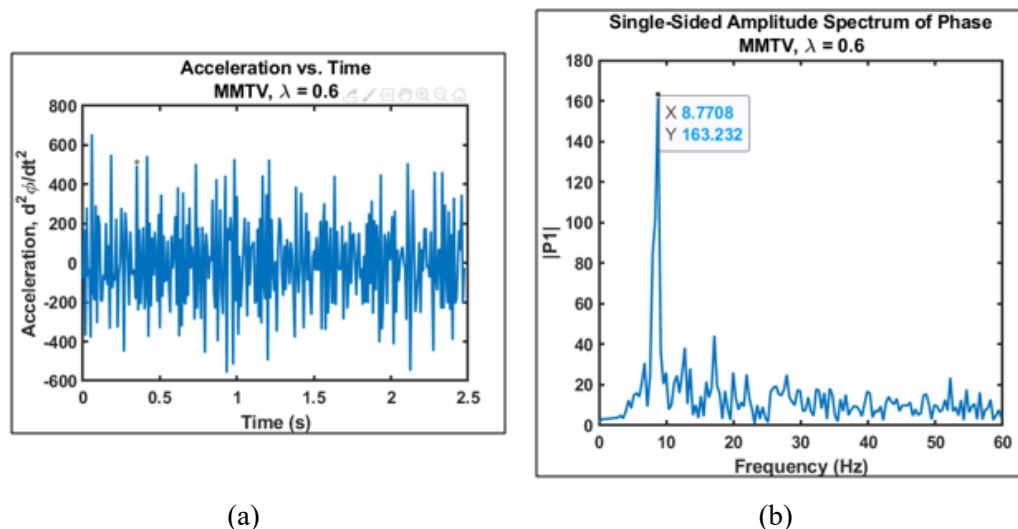 Acceleration vs. Time
MMTV, λ = 0.6
Acceleration, d²ϕ/dt²
800
600
400
200
0
-200
-400
-600
0
0.5
1
1.5
2
2.5
Time (s)
(a)
Single-Sided Amplitude Spectrum of Phase
MMTV, λ = 0.6
|P1|
180
160
140
120
100
80
60
40
20
0
X 8.7708
Y 163.232
0
10
20
30
40
50
60
Frequency (Hz)
(b)